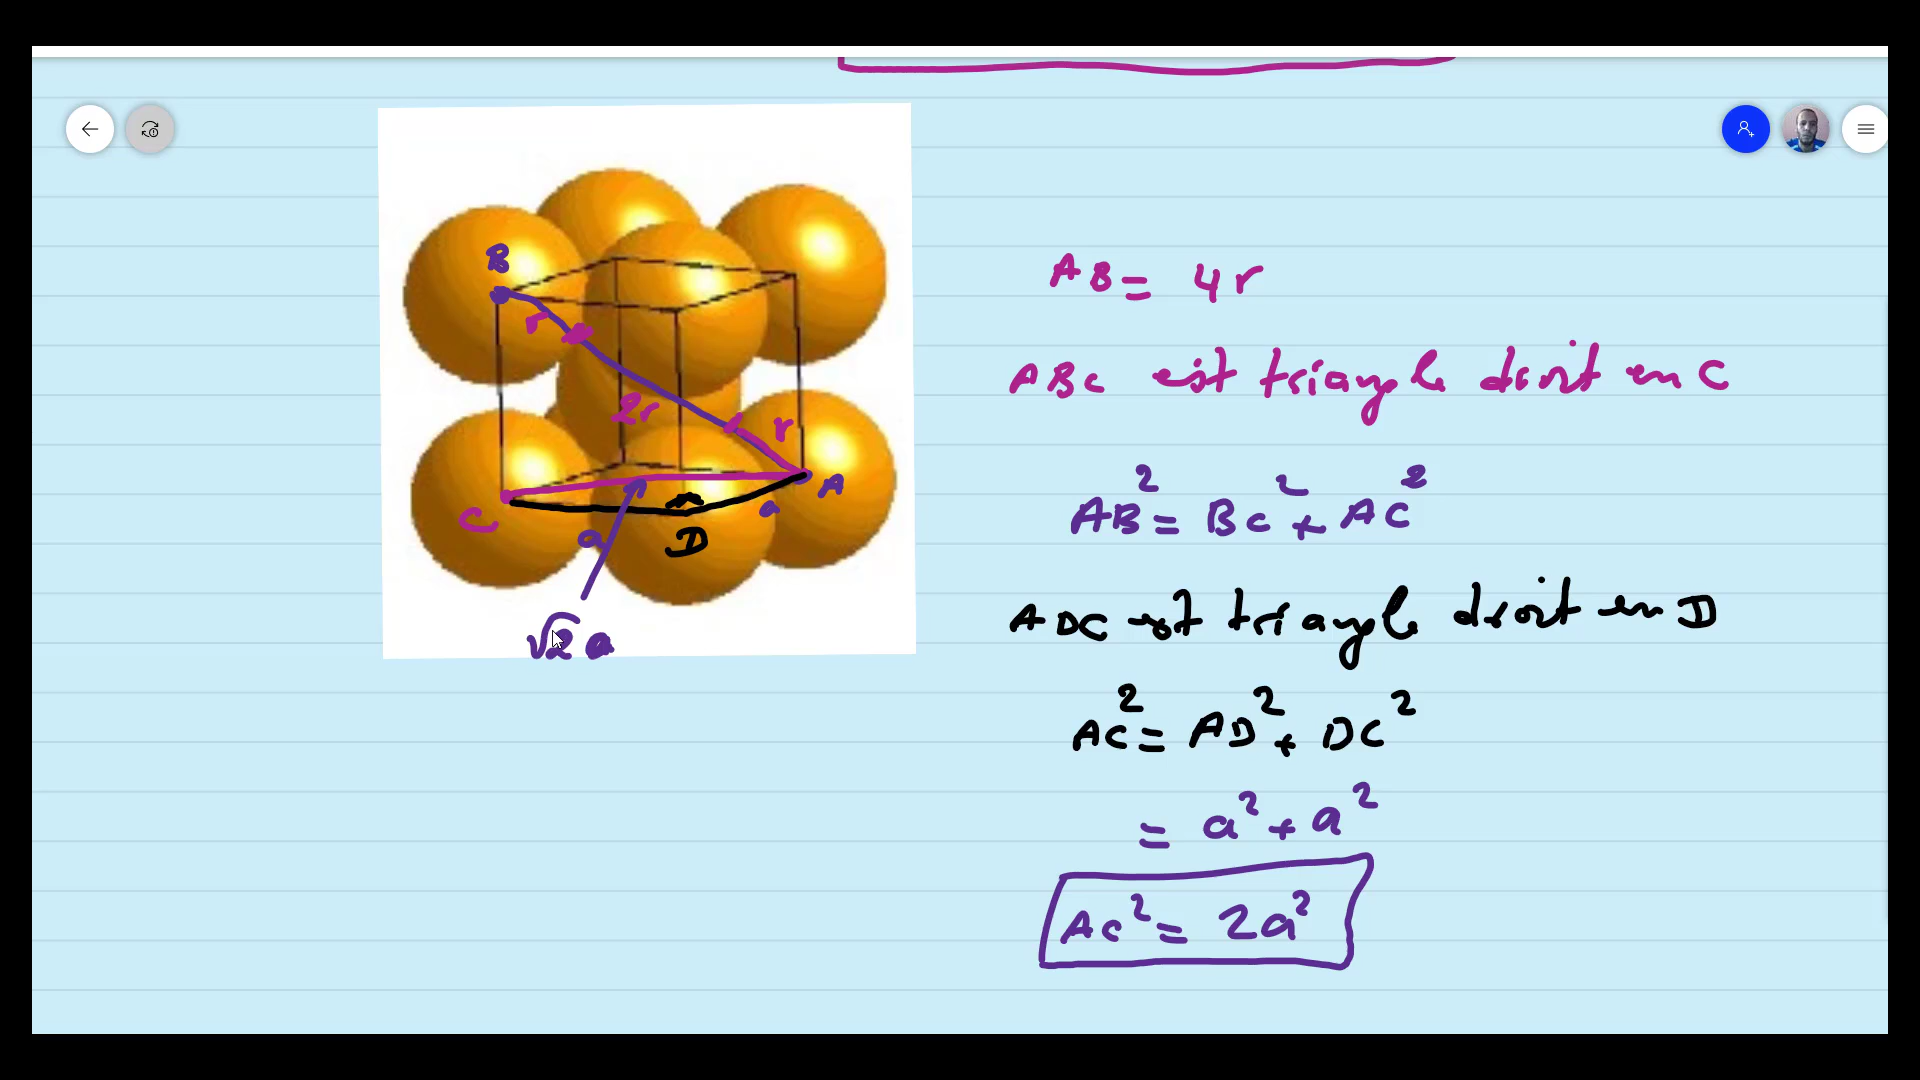 B
r
2r
r
A
C
a
a
D
√2 a
AB = 4r
ABC est triangle droit en C
AB² = BC² + AC²
ADC est triangle droit en D
AC² = AD² + DC²
= a² + a²
AC² = 2a²